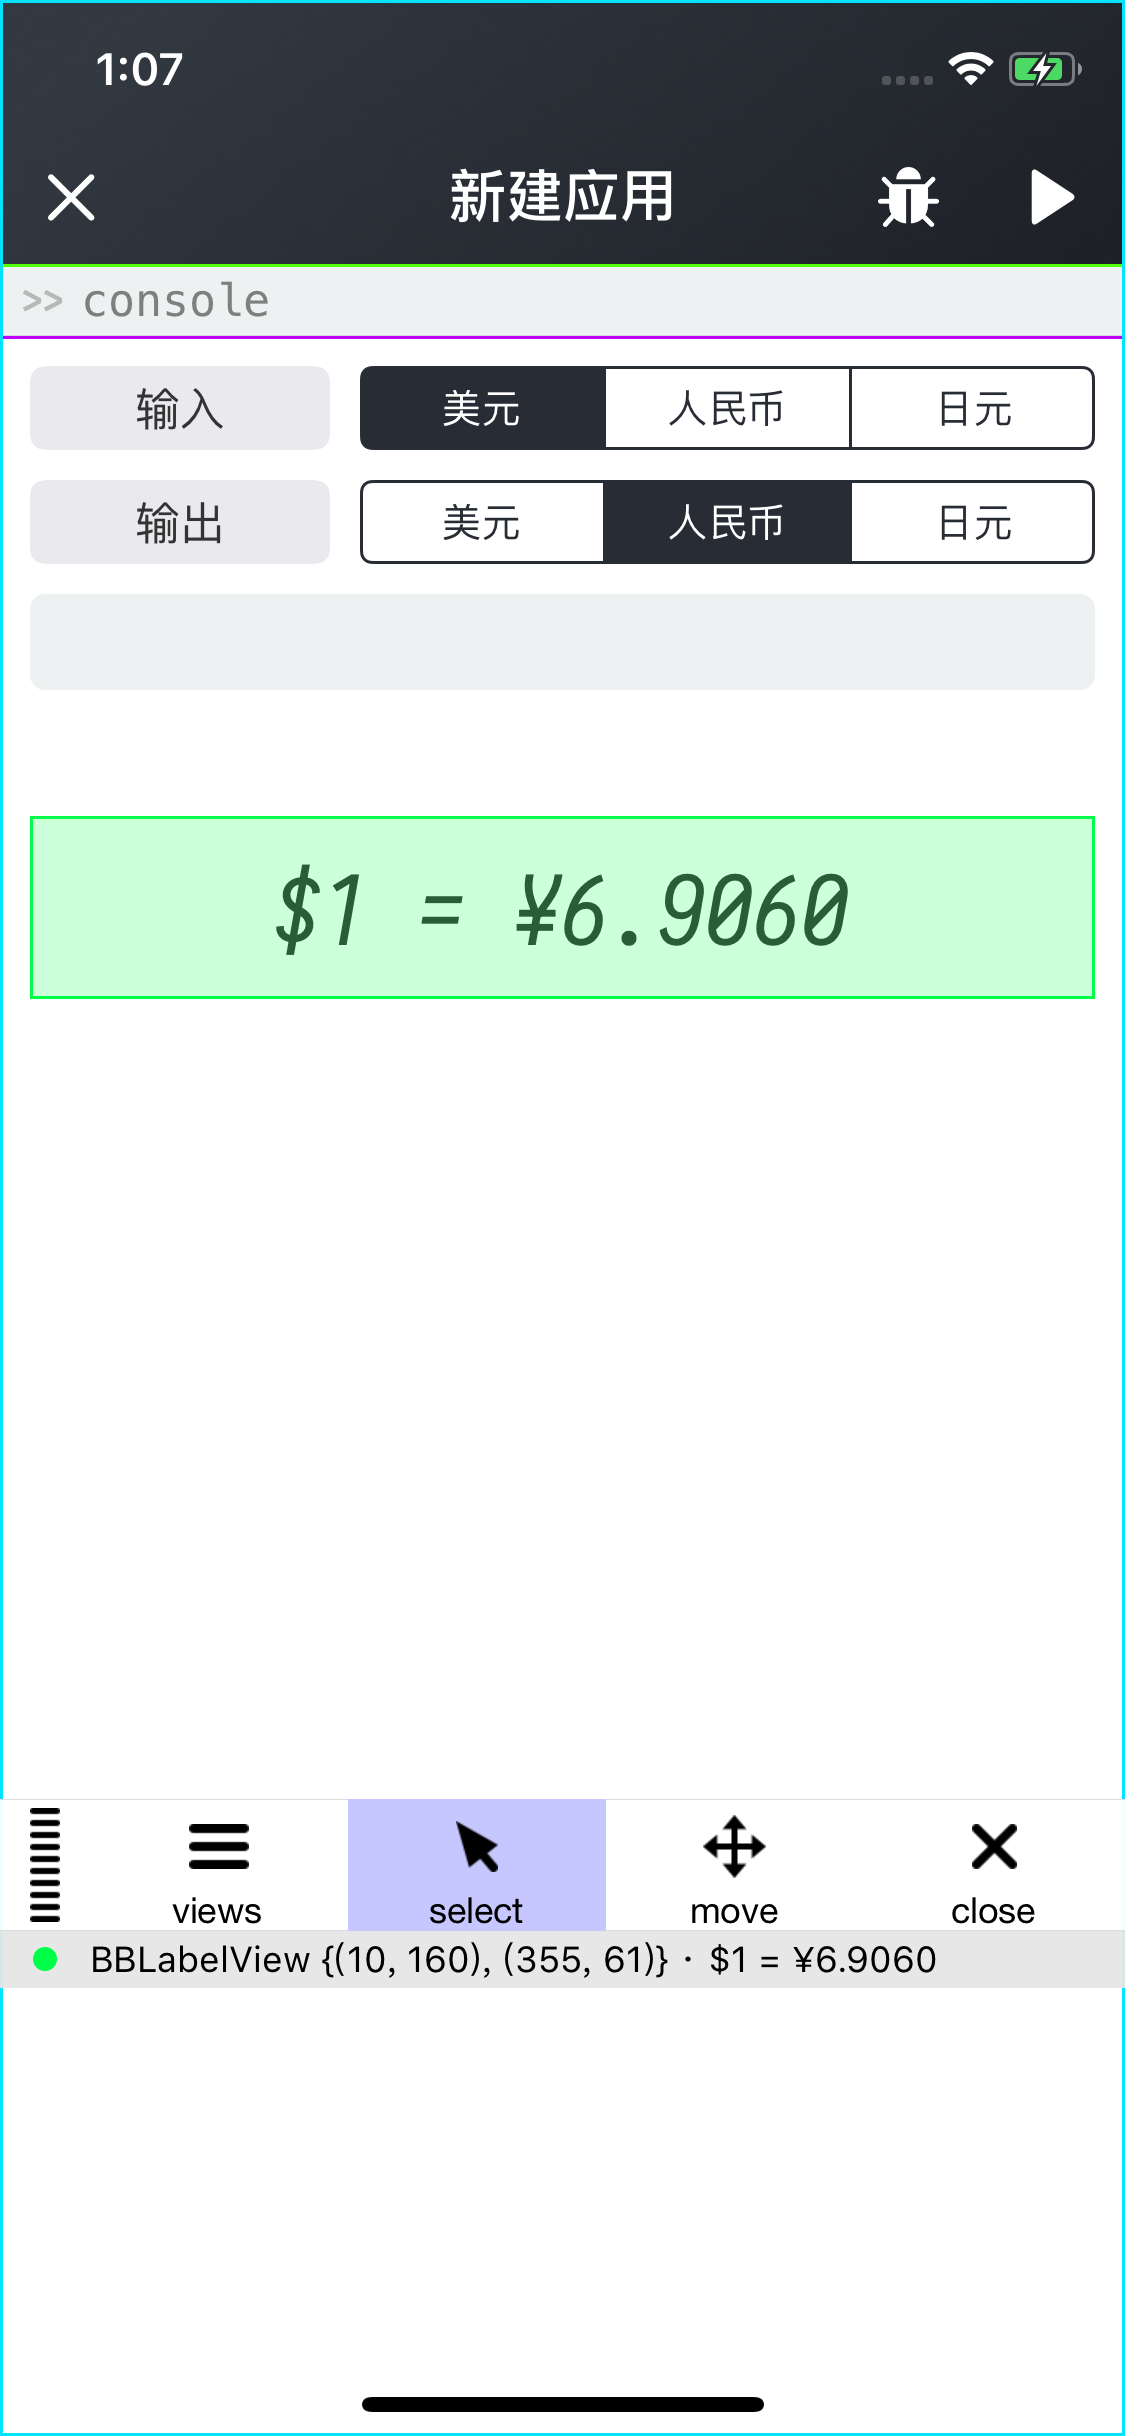 1:07
新建应用
>> console
输入 美元 人民币 日元
输出 美元 人民币 日元
$1 = ¥6.9060
views select move close
BBLabelView {(10, 160), (355, 61)} · $1 = ¥6.9060